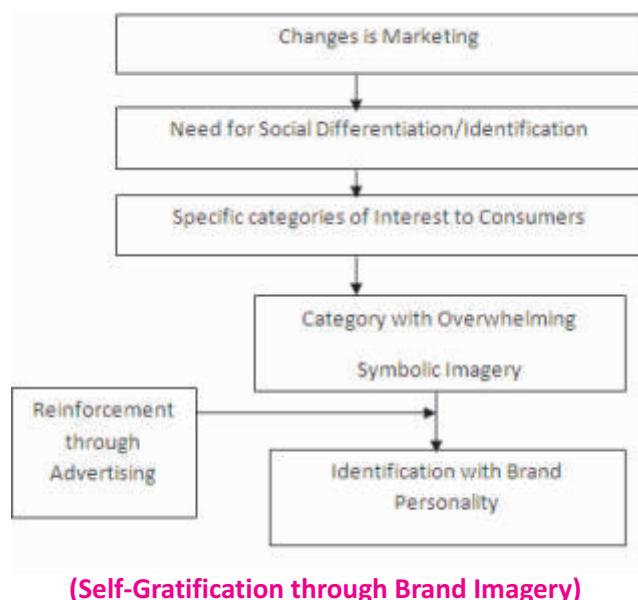 Changes is Marketing
Need for Social Differentiation/Identification
Specific categories of Interest to Consumers
Category with Overwhelming
Symbolic Imagery
Reinforcement
through
Advertising
Identification with Brand
Personality
(Self-Gratification through Brand Imagery)